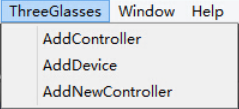 ThreeGlasses Window Help
AddController
AddDevice
AddNewController